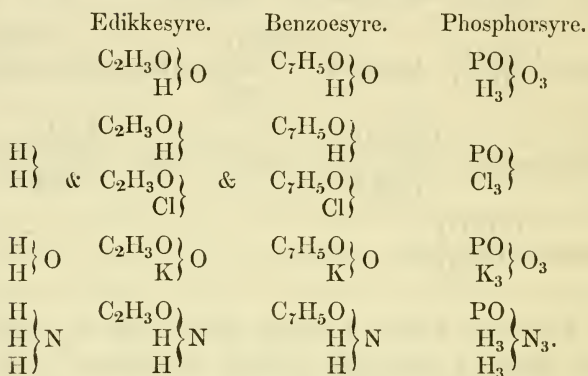 Edikkesyre. Benzoesyre. Phosphorsyre.
C₂H₃O C₇H₅O PO
H } O H } O H₃ } O₃
C₂H₃O C₇H₅O
H } H } PO
H } H & C₂H₃O } Cl & C₇H₅O } Cl Cl₃ }
H C₂H₃O C₇H₅O PO
H } O K } O K } O K₃ } O₃
H C₂H₃O C₇H₅O PO
H } N H } N H } N H₃ } N₃.
H H H H₃